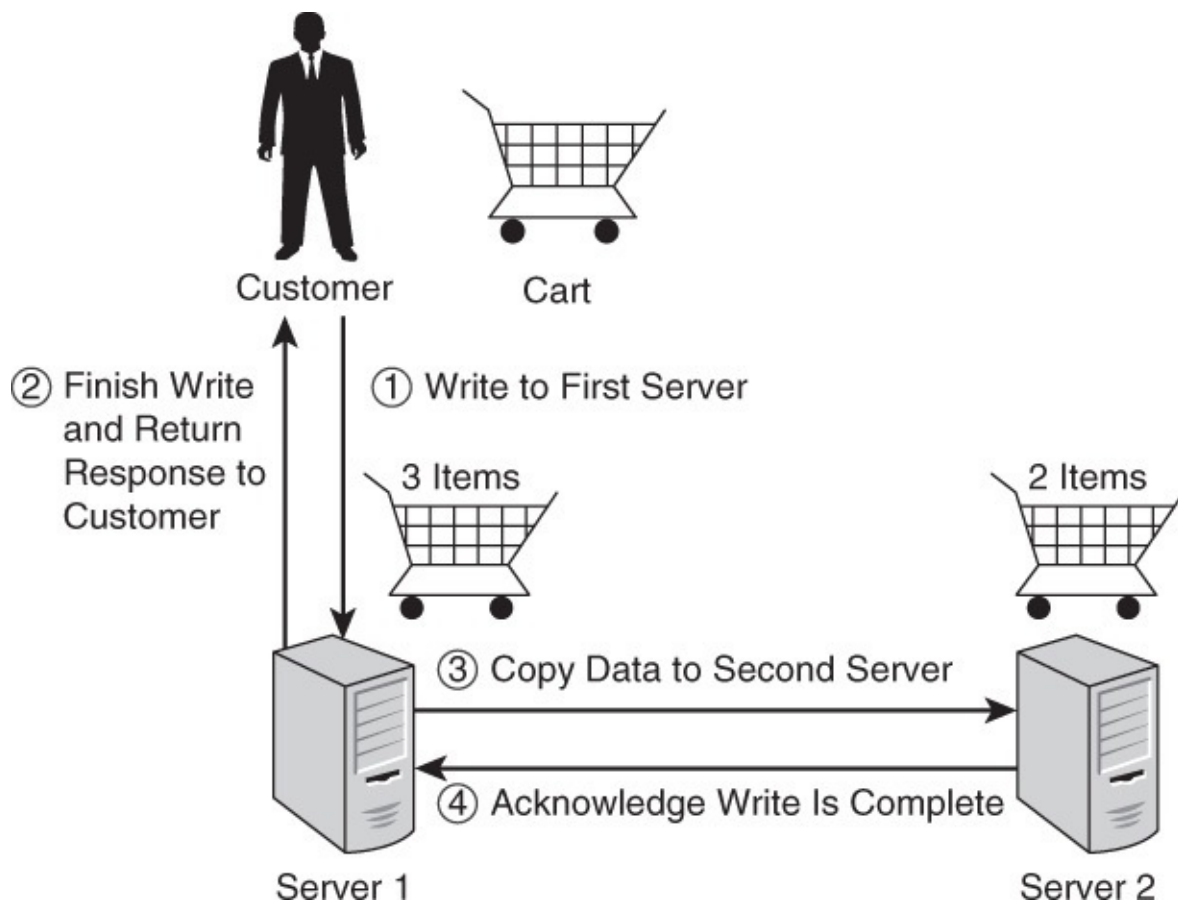 Customer
Cart
② Finish Write
and Return
Response to
Customer
① Write to First Server
3 Items
2 Items
③ Copy Data to Second Server
④ Acknowledge Write Is Complete
Server 1
Server 2